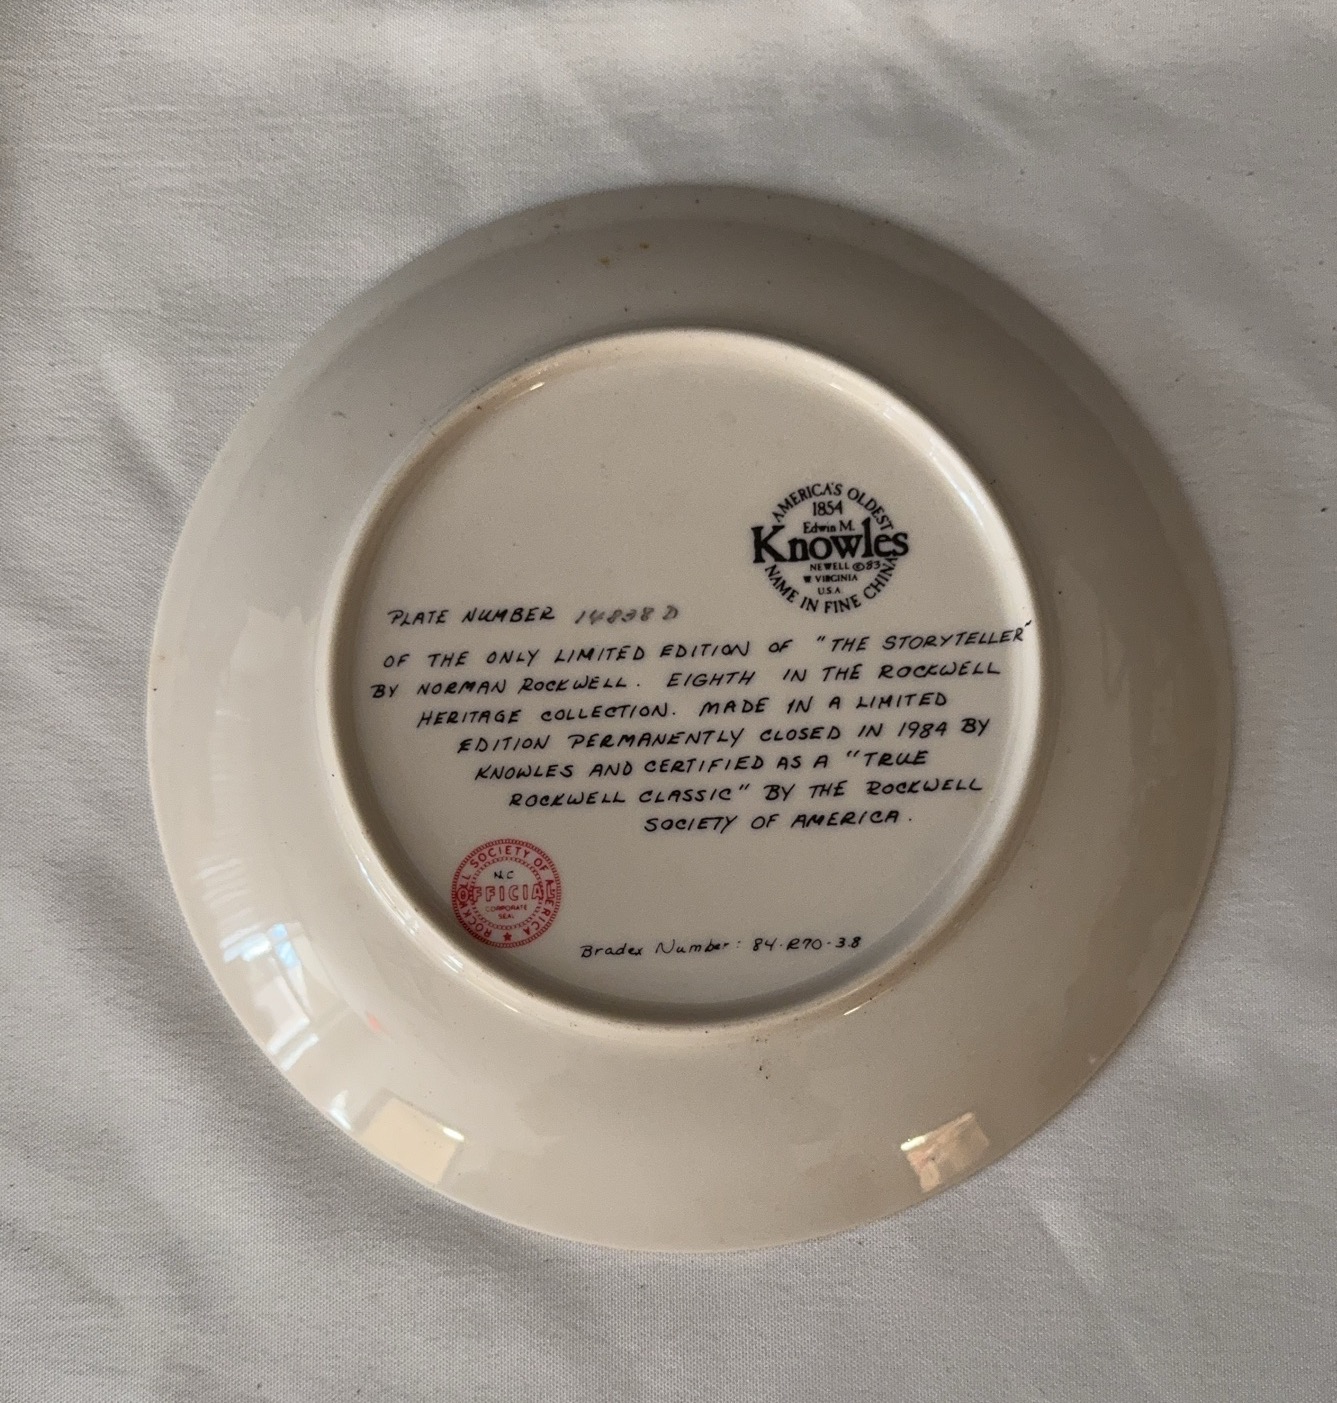 AMERICA'S OLDEST
1854
Edwin M.
Knowles
NEWELL ©83
W VIRGINIA
U.S.A.
NAME IN FINE CHINA
PLATE NUMBER 14838 D
OF THE ONLY LIMITED EDITION OF "THE STORYTELLER"
BY NORMAN ROCKWELL. EIGHTH IN THE ROCKWELL
HERITAGE COLLECTION. MADE IN A LIMITED
EDITION PERMANENTLY CLOSED IN 1984 BY
KNOWLES AND CERTIFIED AS A "TRUE
ROCKWELL CLASSIC" BY THE ROCKWELL
SOCIETY OF AMERICA.
ROCKWELL SOCIETY OF AMERICA
N.C
OFFICIAL
CORPORATE
SEAL
Bradex Number: 84-R70-3.8